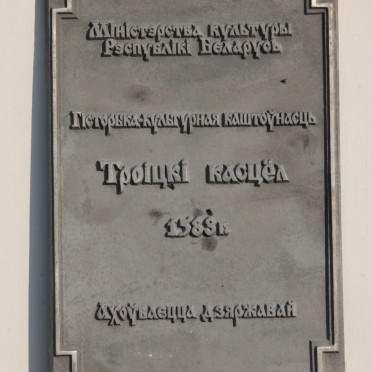 Міністэрства культуры
Рэспублікі Беларусь
Гісторыка-культурная каштоўнасць
Троіцкі касцёл
1589 г.
Ахоўваецца дзяржавай